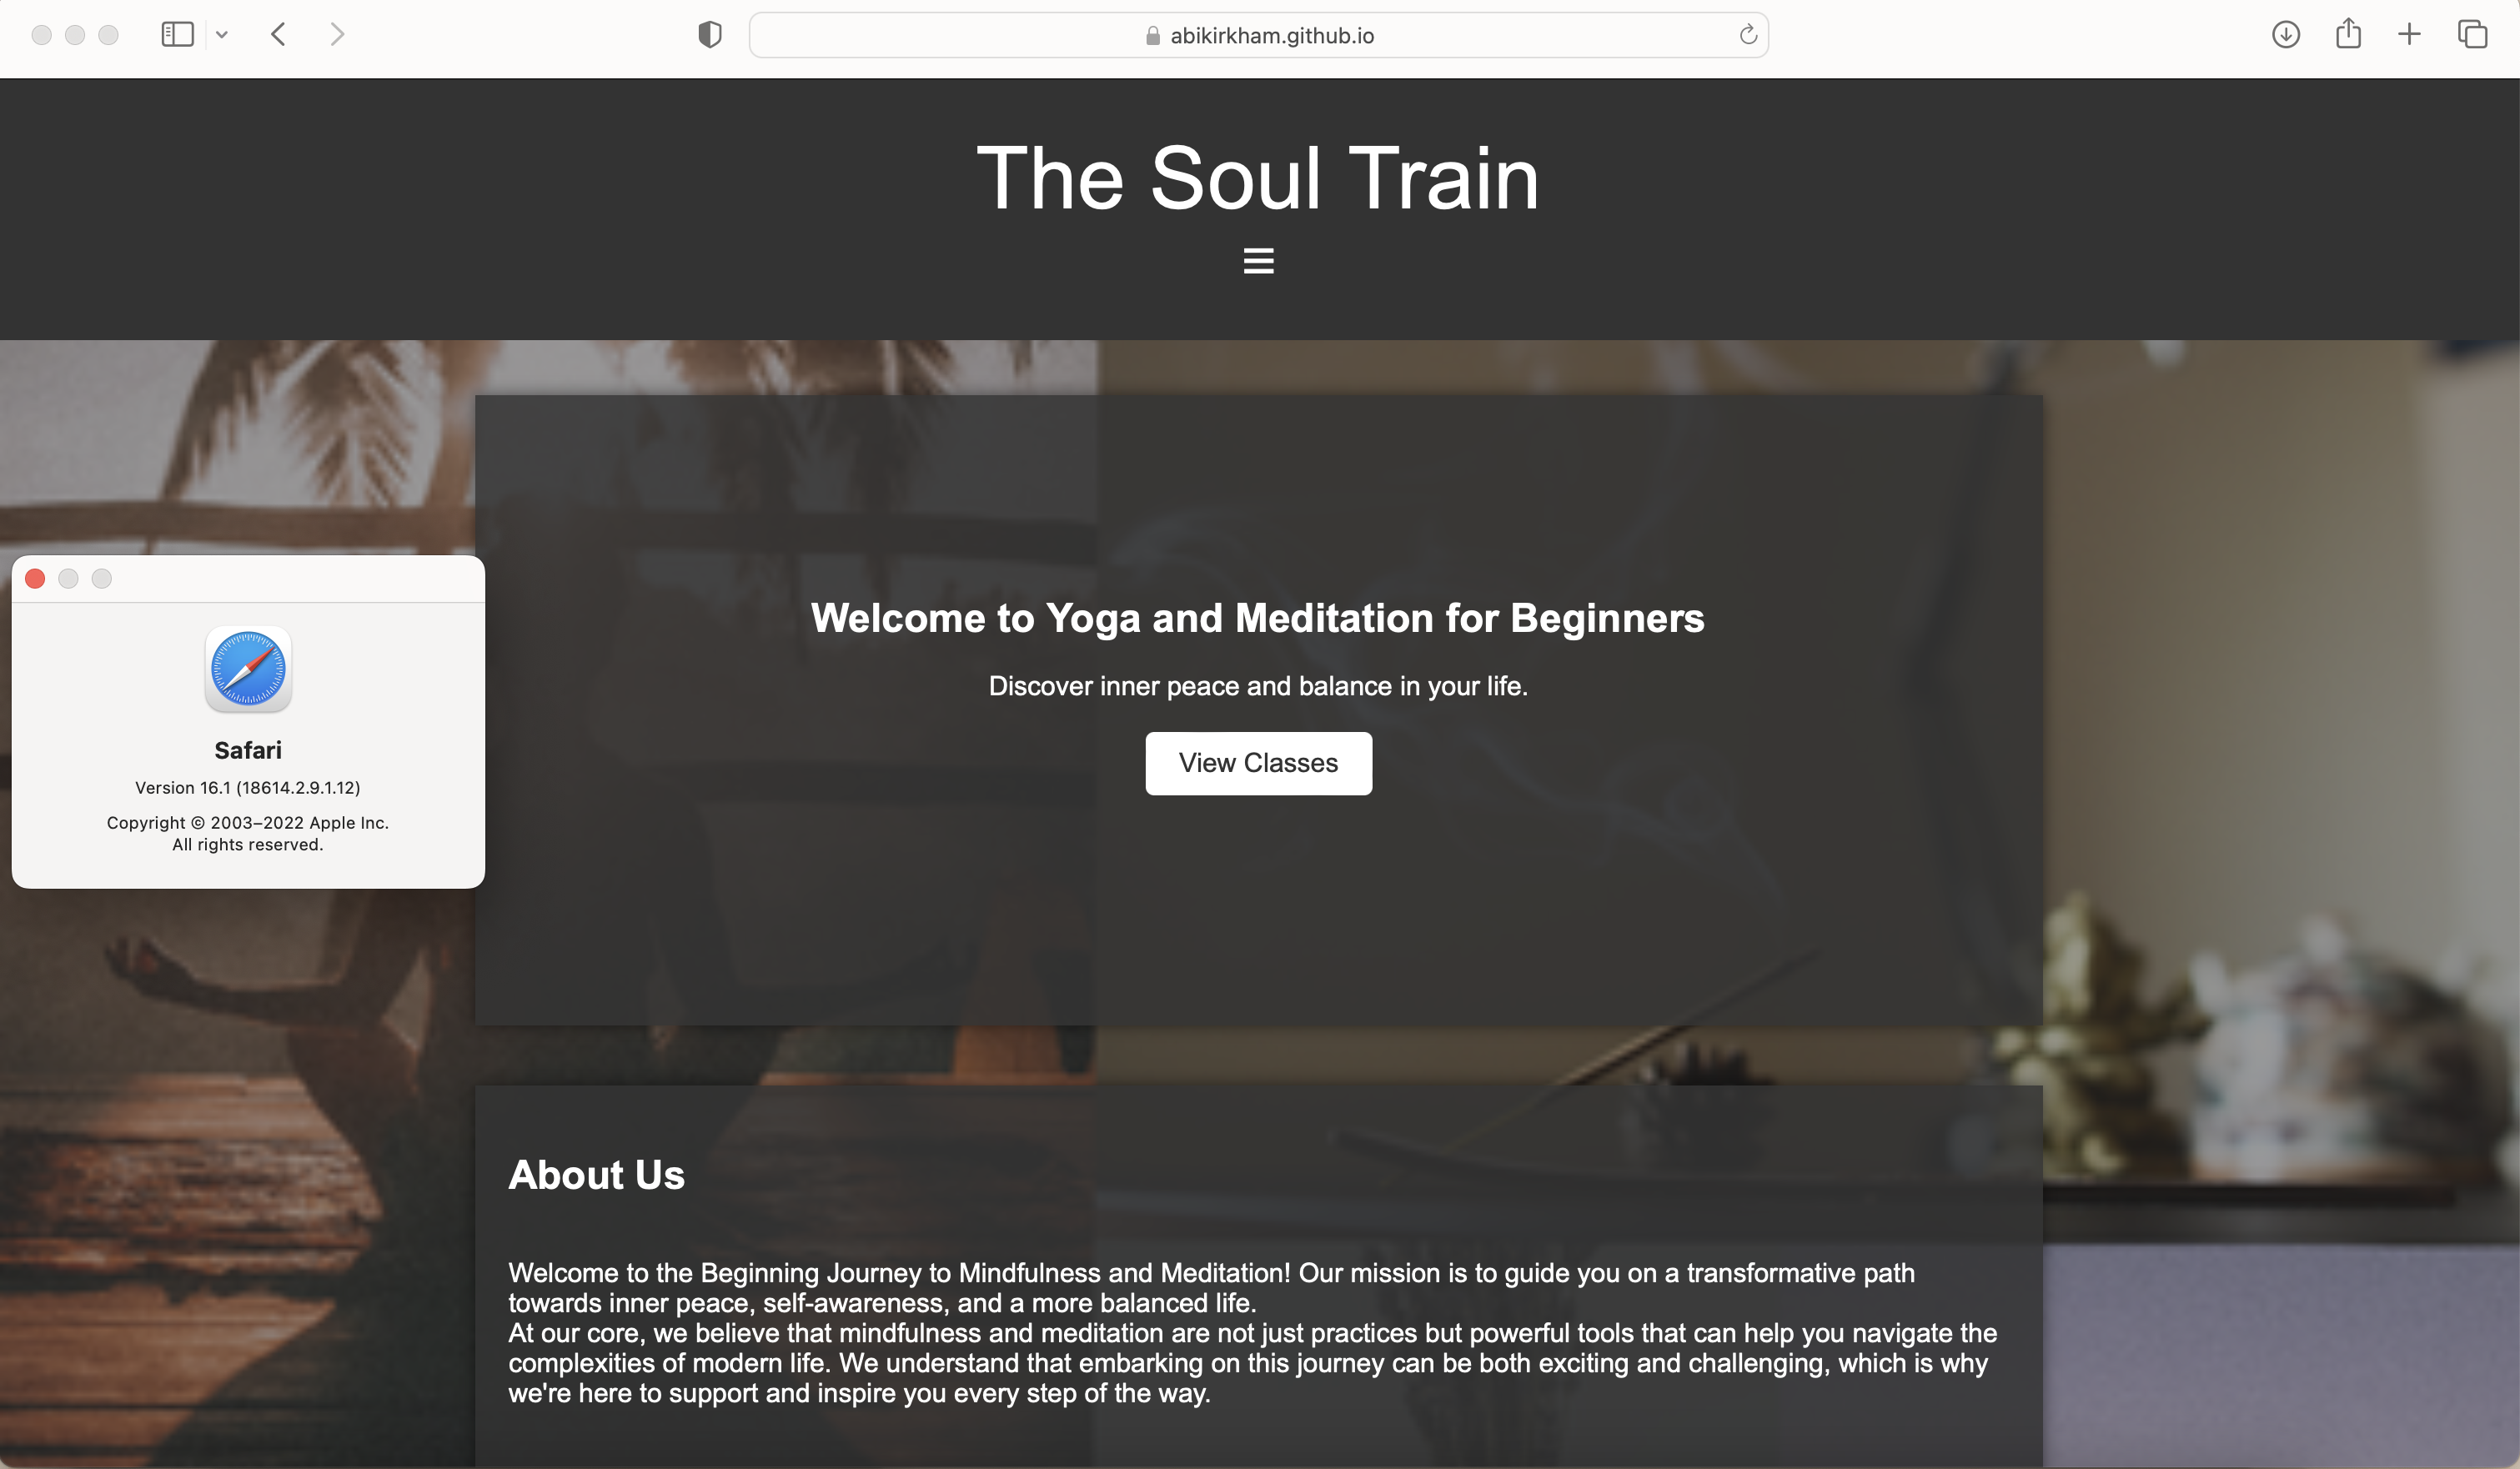 abikirkham.github.io
The Soul Train
Welcome to Yoga and Meditation for Beginners
Discover inner peace and balance in your life.
View Classes
Safari
Version 16.1 (18614.2.9.1.12)
Copyright © 2003–2022 Apple Inc.
All rights reserved.
About Us
Welcome to the Beginning Journey to Mindfulness and Meditation! Our mission is to guide you on a transformative path
towards inner peace, self-awareness, and a more balanced life.
At our core, we believe that mindfulness and meditation are not just practices but powerful tools that can help you navigate the
complexities of modern life. We understand that embarking on this journey can be both exciting and challenging, which is why
we're here to support and inspire you every step of the way.